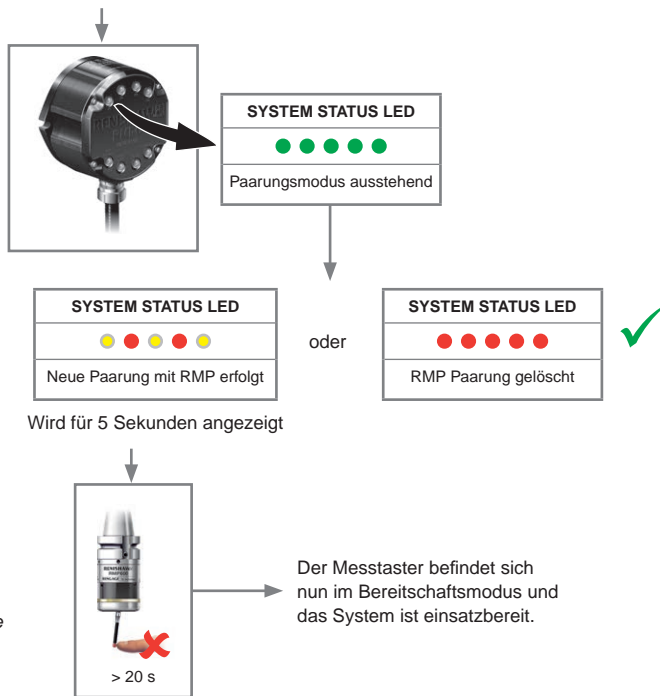 SYSTEM STATUS LED
Paarungsmodus ausstehend
SYSTEM STATUS LED
Neue Paarung mit RMP erfolgt
oder
SYSTEM STATUS LED
RMP Paarung gelöscht
Wird für 5 Sekunden angezeigt
RENISHAW
> 20 s
Der Messtaster befindet sich
nun im Bereitschaftsmodus und
das System ist einsatzbereit.
e